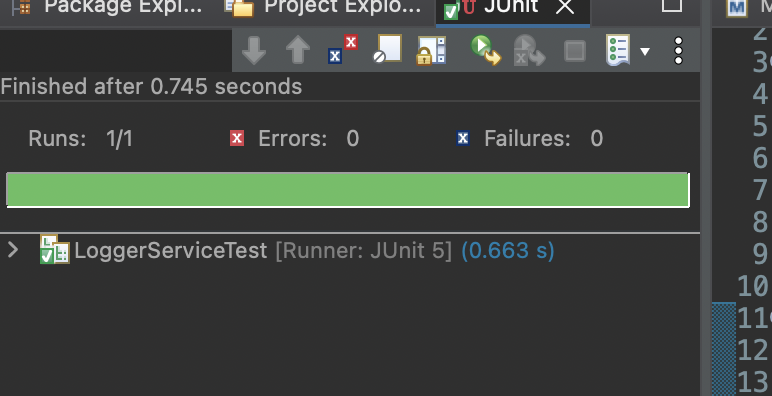 Package Expl... Project Explo... JUnit
Finished after 0.745 seconds
Runs: 1/1 Errors: 0 Failures: 0
LoggerServiceTest [Runner: JUnit 5] (0.663 s)
M
2
3
4
5
6
7
8
9
10
11
12
13